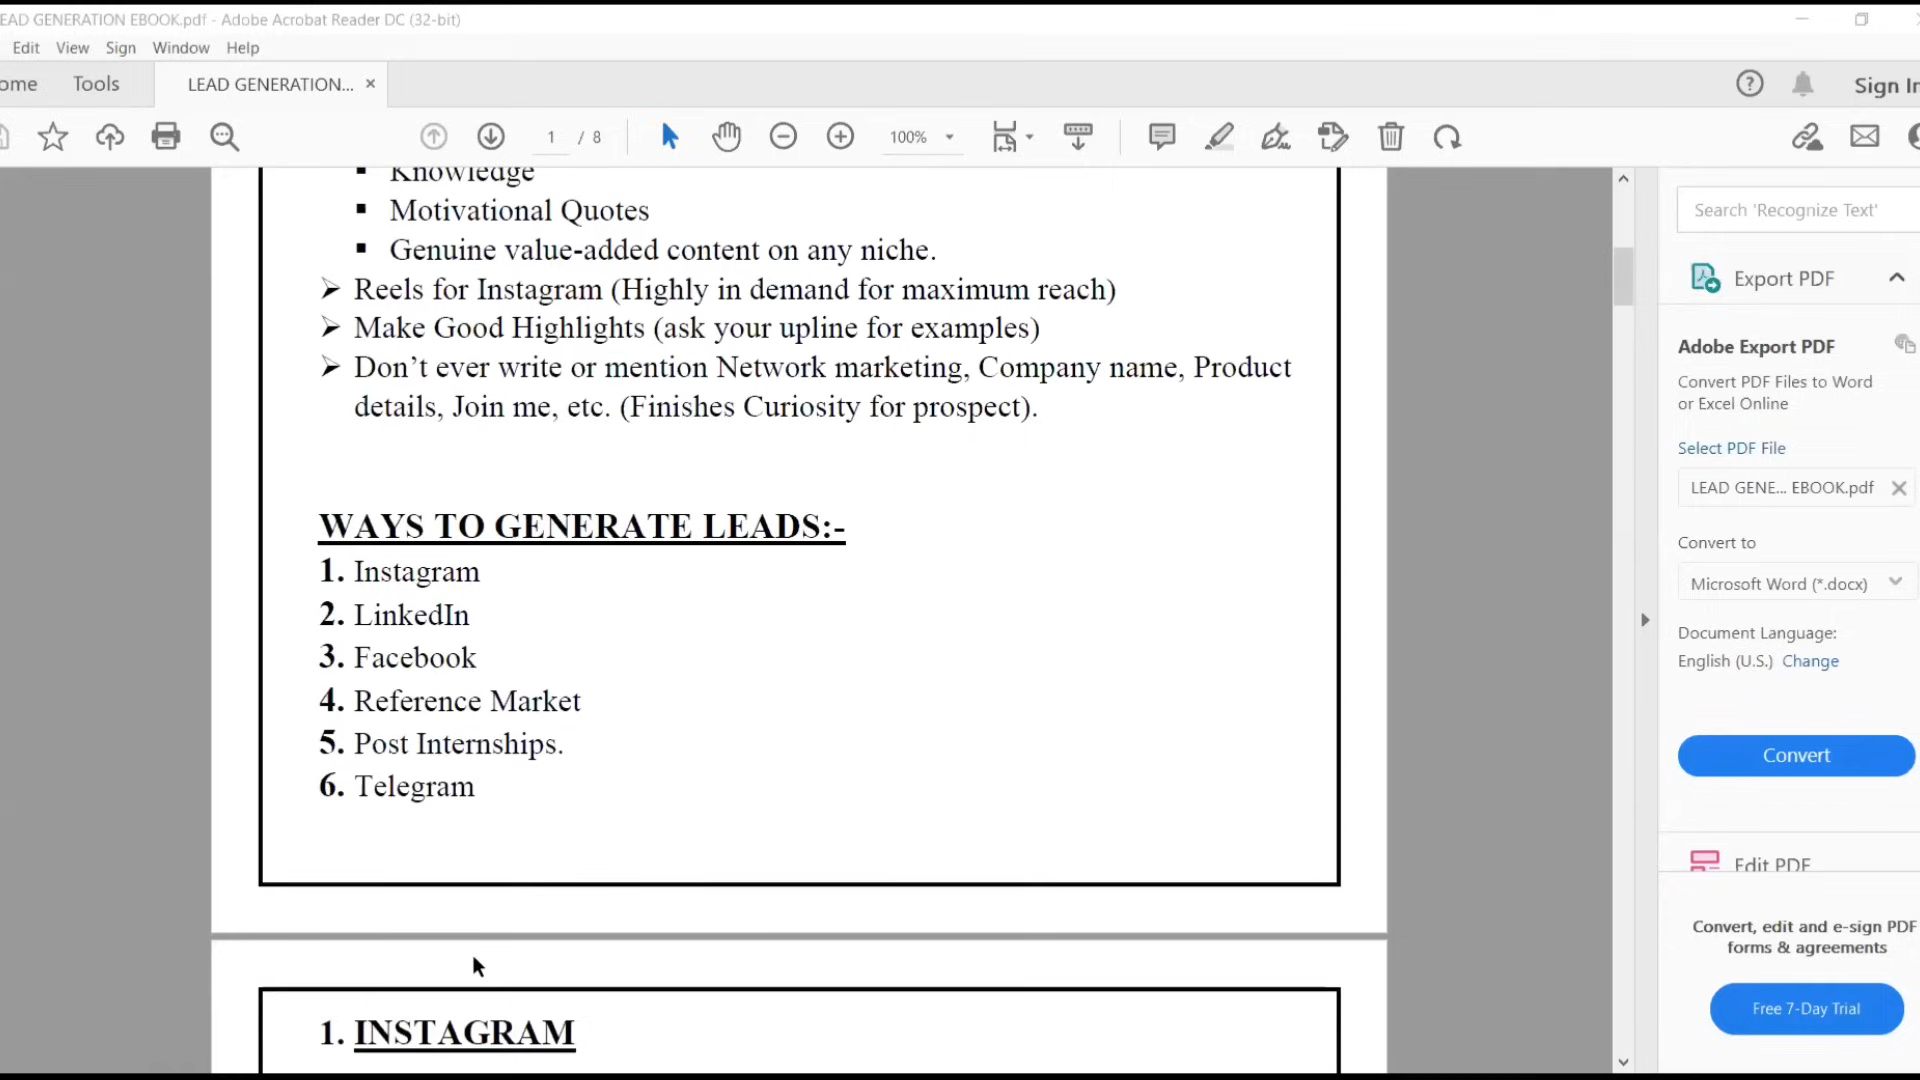 EAD GENERATION EBOOK.pdf - Adobe Acrobat Reader DC (32-bit)
Edit View Sign Window Help
ome Tools LEAD GENERATION... × Sign In
1 / 8 100%
▪ Knowledge
▪ Motivational Quotes
▪ Genuine value-added content on any niche.
➢ Reels for Instagram (Highly in demand for maximum reach)
➢ Make Good Highlights (ask your upline for examples)
➢ Don’t ever write or mention Network marketing, Company name, Product
details, Join me, etc. (Finishes Curiosity for prospect).
WAYS TO GENERATE LEADS:-
1. Instagram
2. LinkedIn
3. Facebook
4. Reference Market
5. Post Internships.
6. Telegram
1. INSTAGRAM
Search 'Recognize Text'
Export PDF
Adobe Export PDF
Convert PDF Files to Word
or Excel Online
Select PDF File
LEAD GENE... EBOOK.pdf
Convert to
Microsoft Word (*.docx)
Document Language:
English (U.S.) Change
Convert
Edit PDF
Convert, edit and e-sign PDF
forms & agreements
Free 7-Day Trial